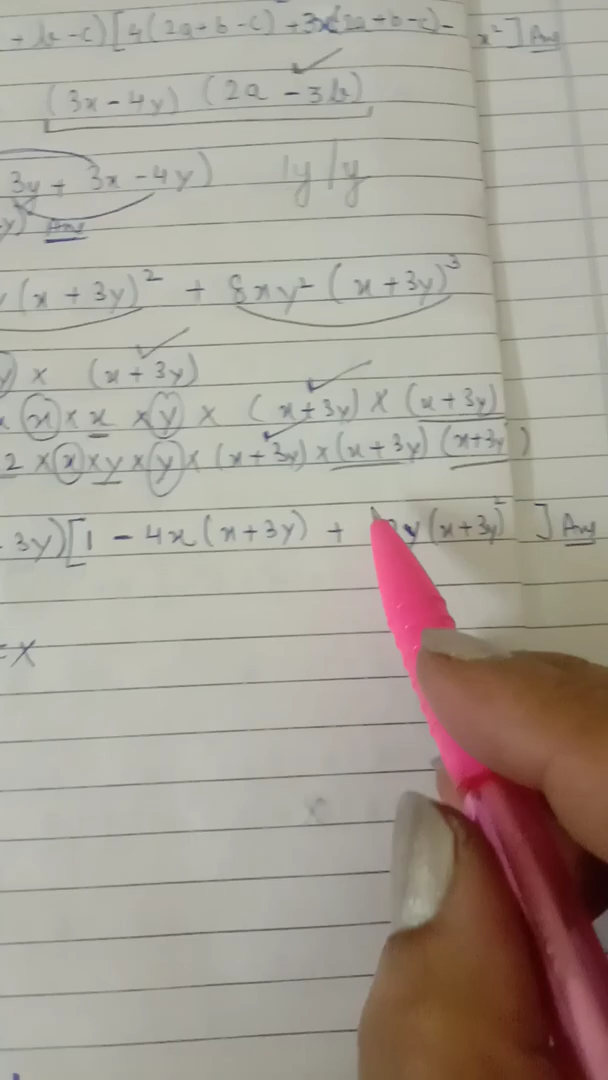 + b - c) [4(2a + b - c) + 3x(2a + b - c) - x²] Ans
(3x - 4y) (2a - 3b)
3y + 3x - 4y) ly/y
y) Ans
(x + 3y)² + 8xy² (x + 3y)³
y) × (x + 3y)
x × x × y × (x + 3y) × (x + 3y)
2 × x × y × y × (x + 3y) × (x + 3y) (x + 3y)
3y) [1 - 4x (x + 3y) + y (x + 3y)² ] Ans
= x